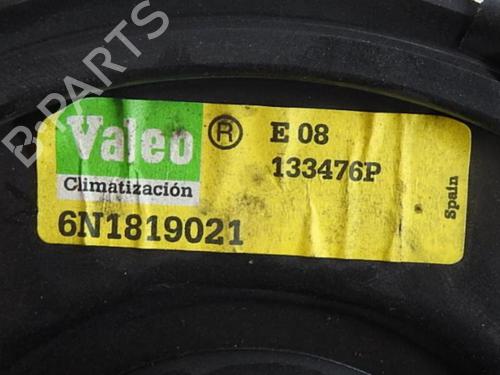 B-PARTS
Valeo ® E 08
133476P
Climatización
6N1819021
Spain